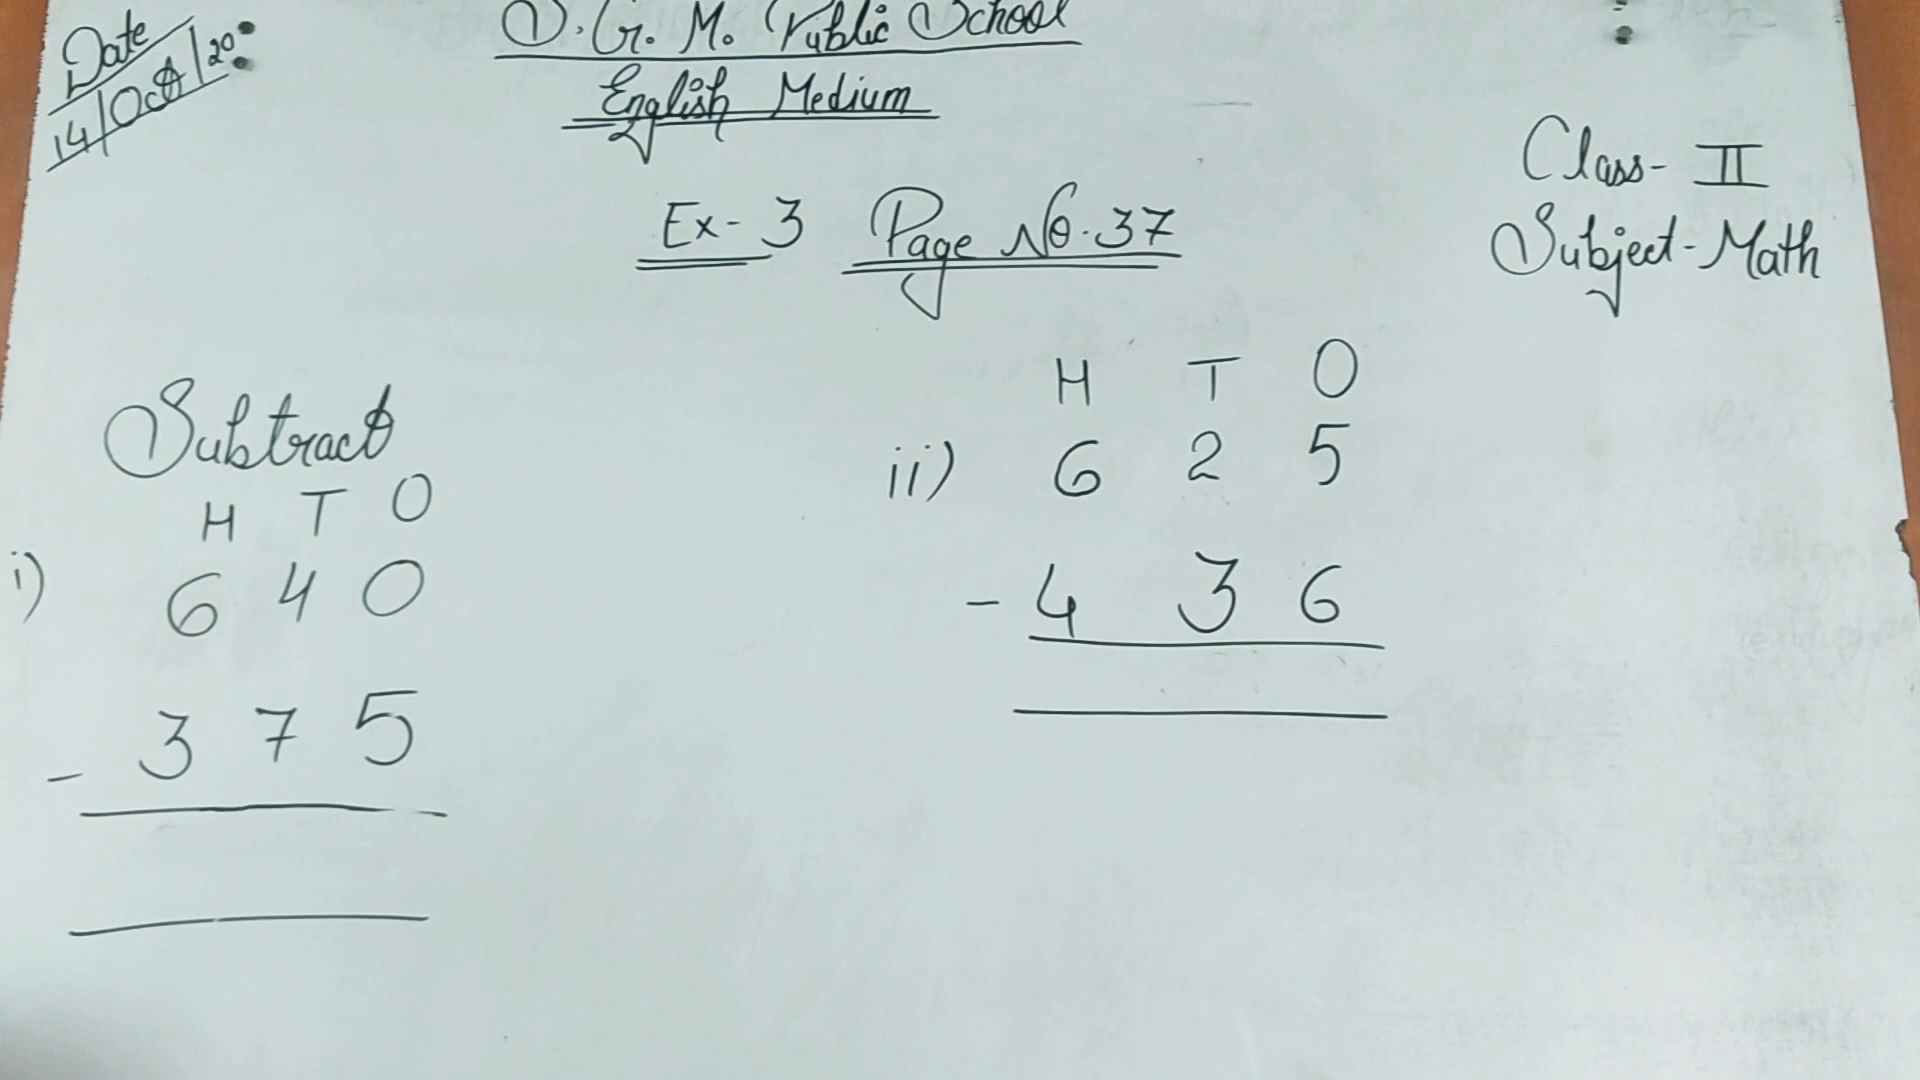 Date
14/Oct/20
D. G. M. Public School
English Medium
Ex- 3 Page No. 37
Class- II
Subject- Math
Subtract
H T O
i) 6 4 0
- 3 7 5
H T O
ii) 6 2 5
- 4 3 6